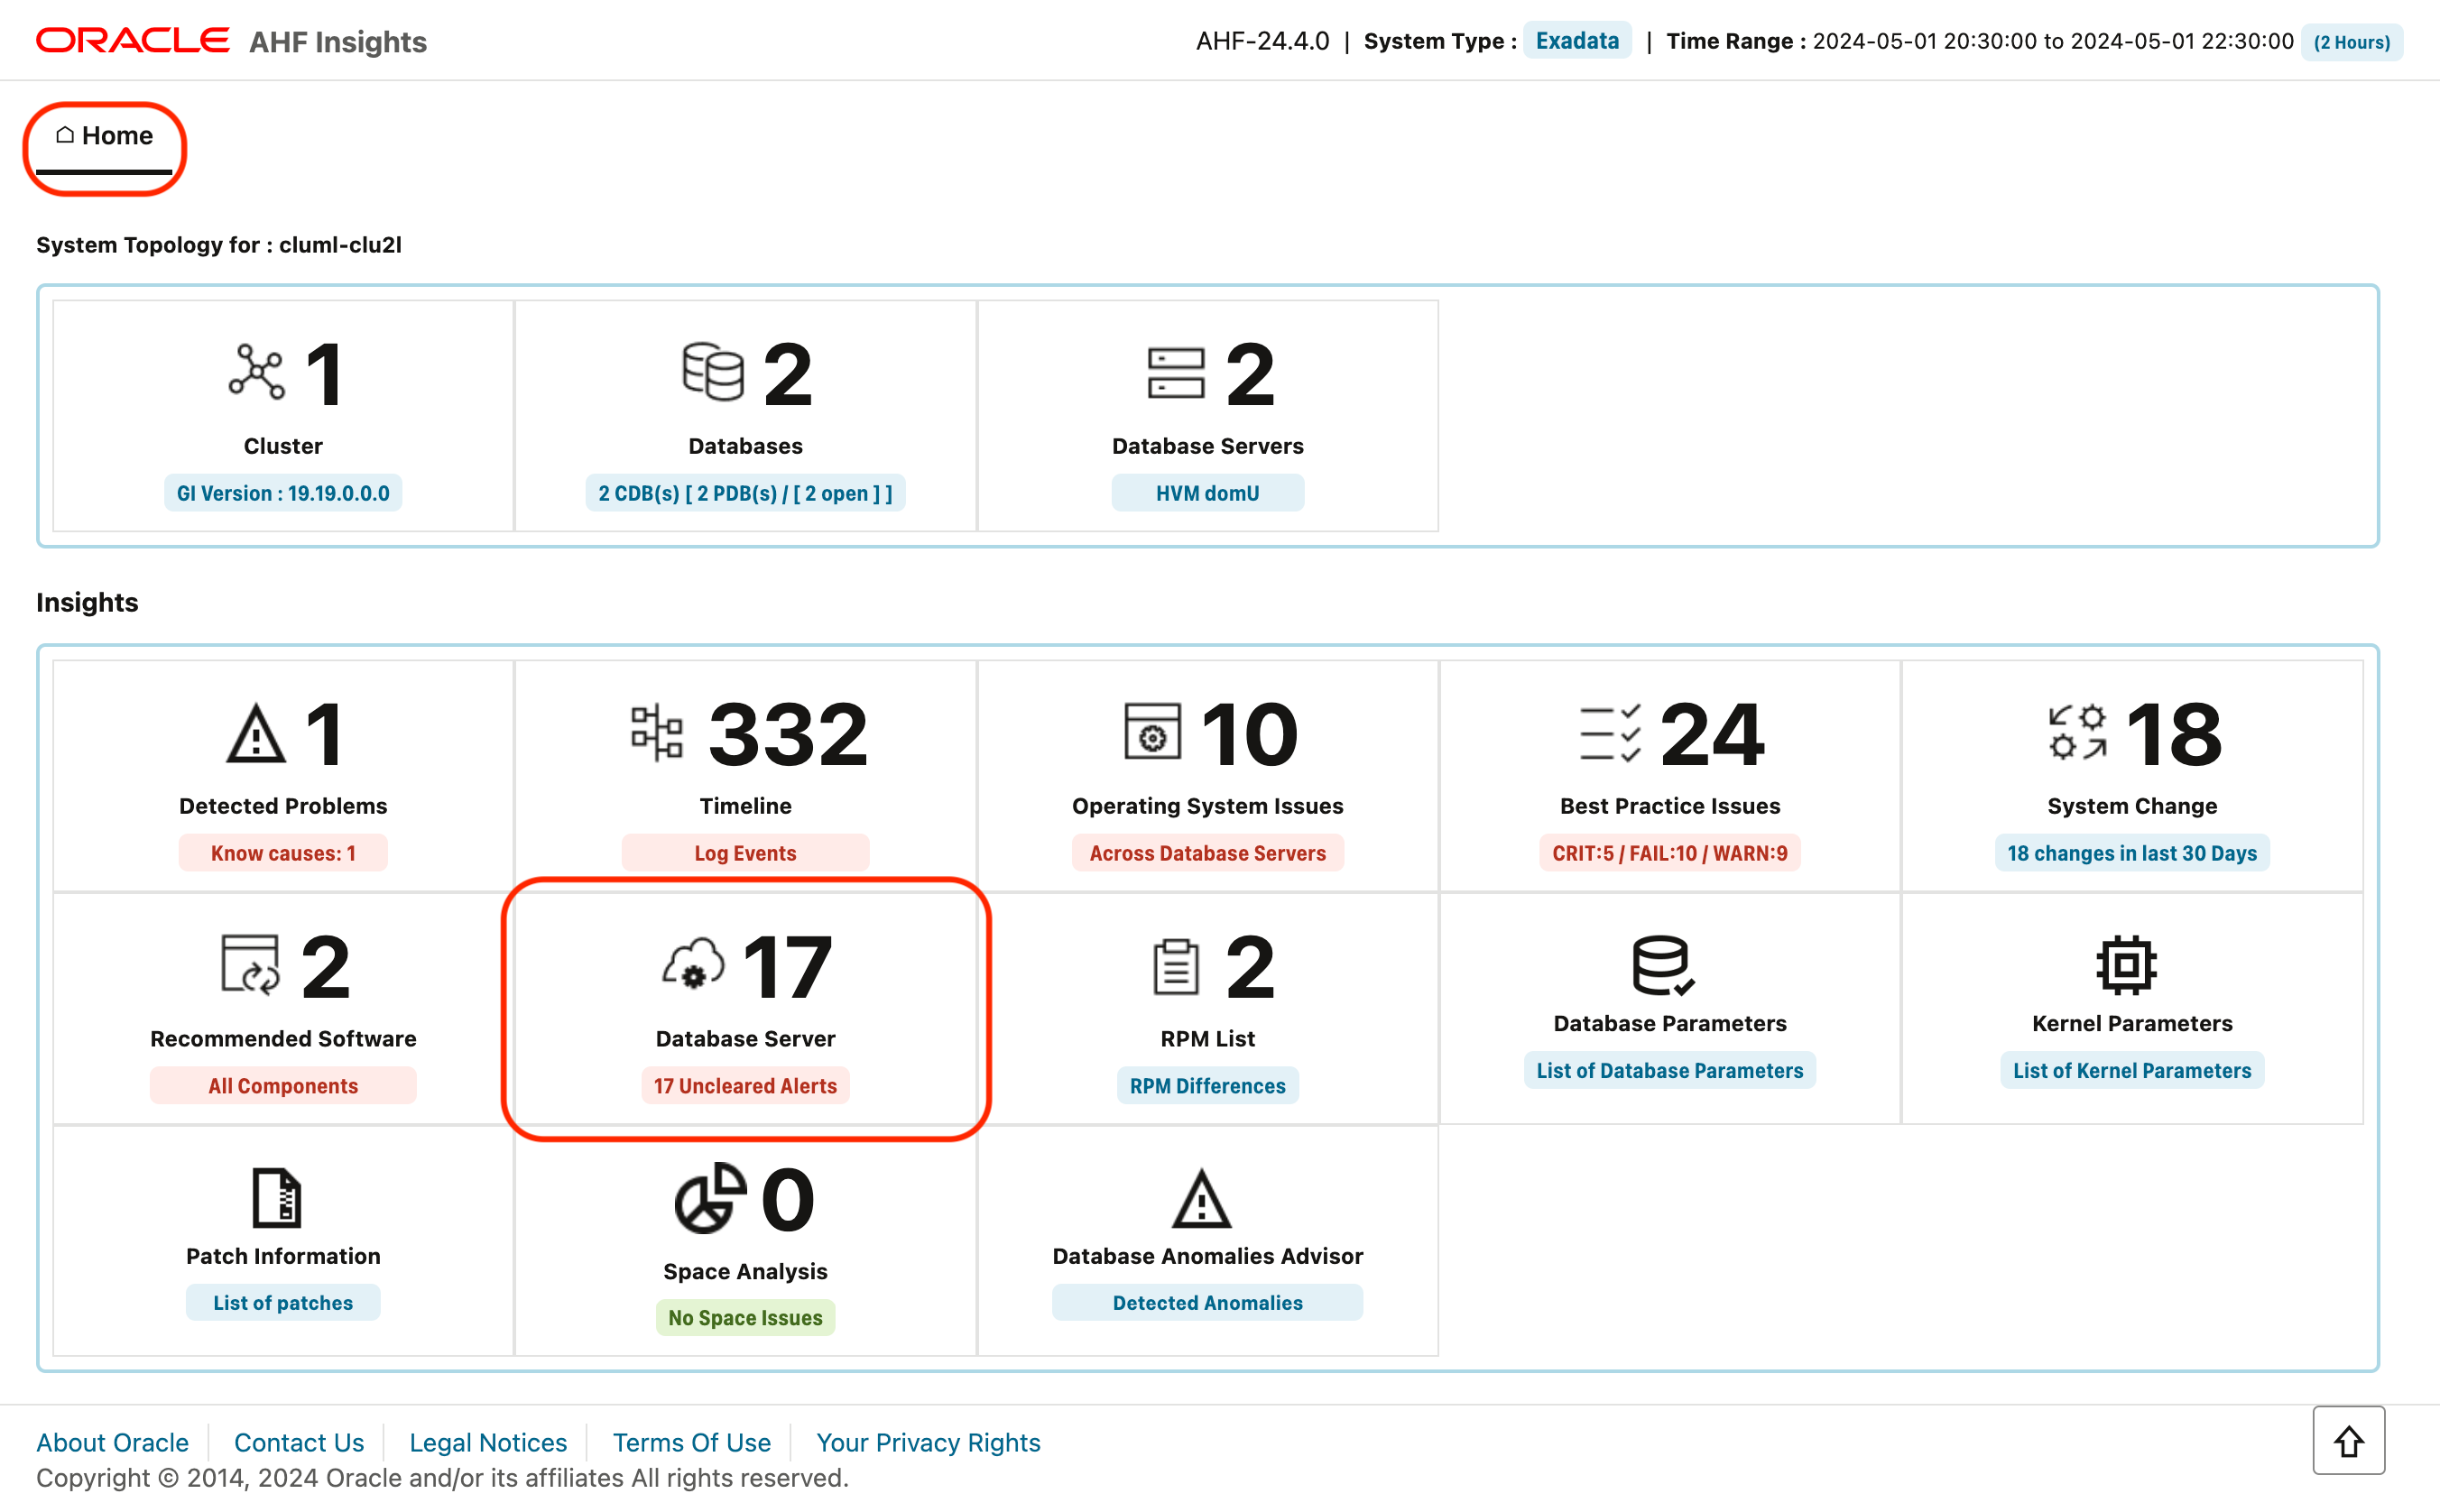 ORACLE AHF Insights
AHF-24.4.0 | System Type : Exadata | Time Range : 2024-05-01 20:30:00 to 2024-05-01 22:30:00 (2 Hours)
Home
System Topology for : cluml-clu2l
1
Cluster
GI Version : 19.19.0.0.0
2
Databases
2 CDB(s) [ 2 PDB(s) / [ 2 open ] ]
2
Database Servers
HVM domU
Insights
1
Detected Problems
Know causes: 1
332
Timeline
Log Events
10
Operating System Issues
Across Database Servers
24
Best Practice Issues
CRIT:5 / FAIL:10 / WARN:9
18
System Change
18 changes in last 30 Days
2
Recommended Software
All Components
17
Database Server
17 Uncleared Alerts
2
RPM List
RPM Differences
Database Parameters
List of Database Parameters
Kernel Parameters
List of Kernel Parameters
Patch Information
List of patches
0
Space Analysis
No Space Issues
Database Anomalies Advisor
Detected Anomalies
About Oracle
Contact Us
Legal Notices
Terms Of Use
Your Privacy Rights
Copyright © 2014, 2024 Oracle and/or its affiliates All rights reserved.